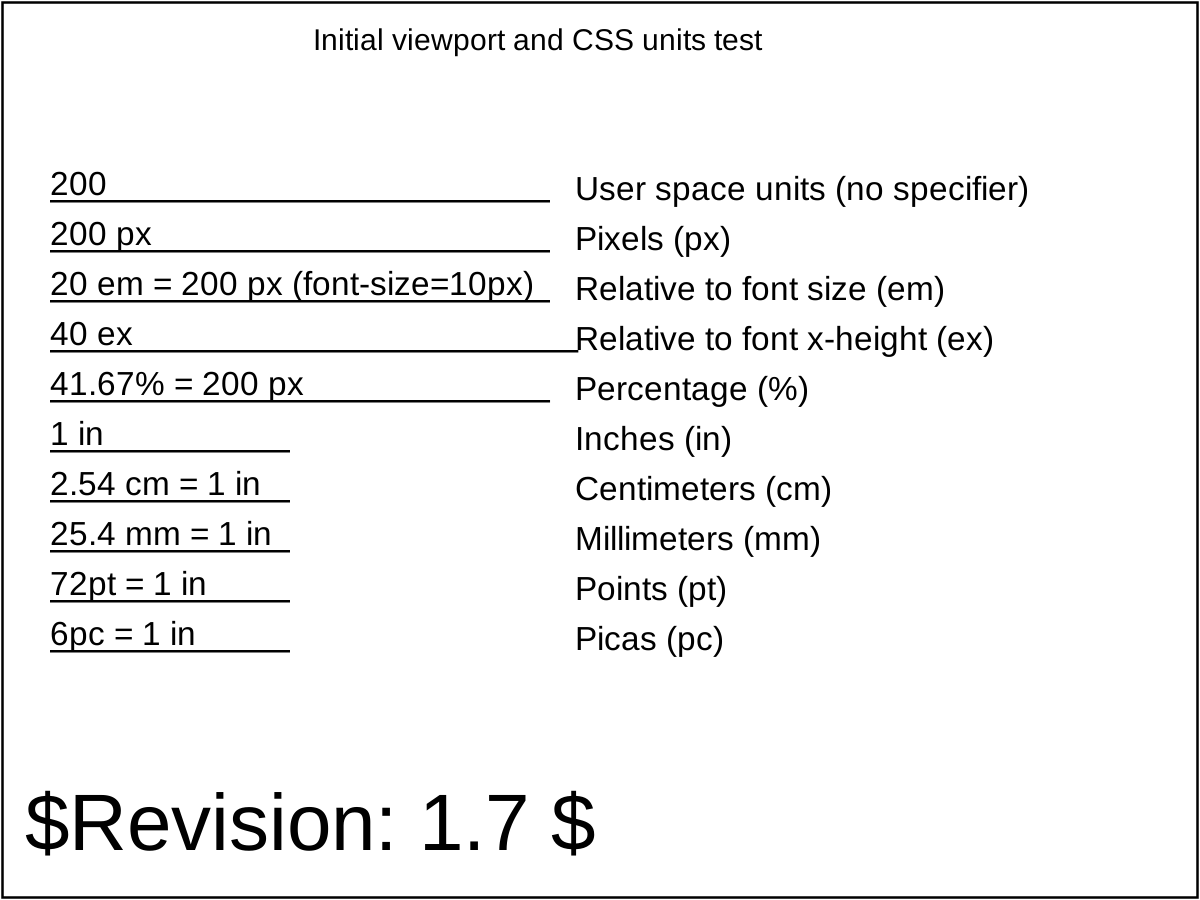 Initial viewport and CSS units test
200 User space units (no specifier)
200 px Pixels (px)
20 em = 200 px (font-size=10px) Relative to font size (em)
40 ex Relative to font x-height (ex)
41.67% = 200 px Percentage (%)
1 in Inches (in)
2.54 cm = 1 in Centimeters (cm)
25.4 mm = 1 in Millimeters (mm)
72pt = 1 in Points (pt)
6pc = 1 in Picas (pc)
$Revision: 1.7 $